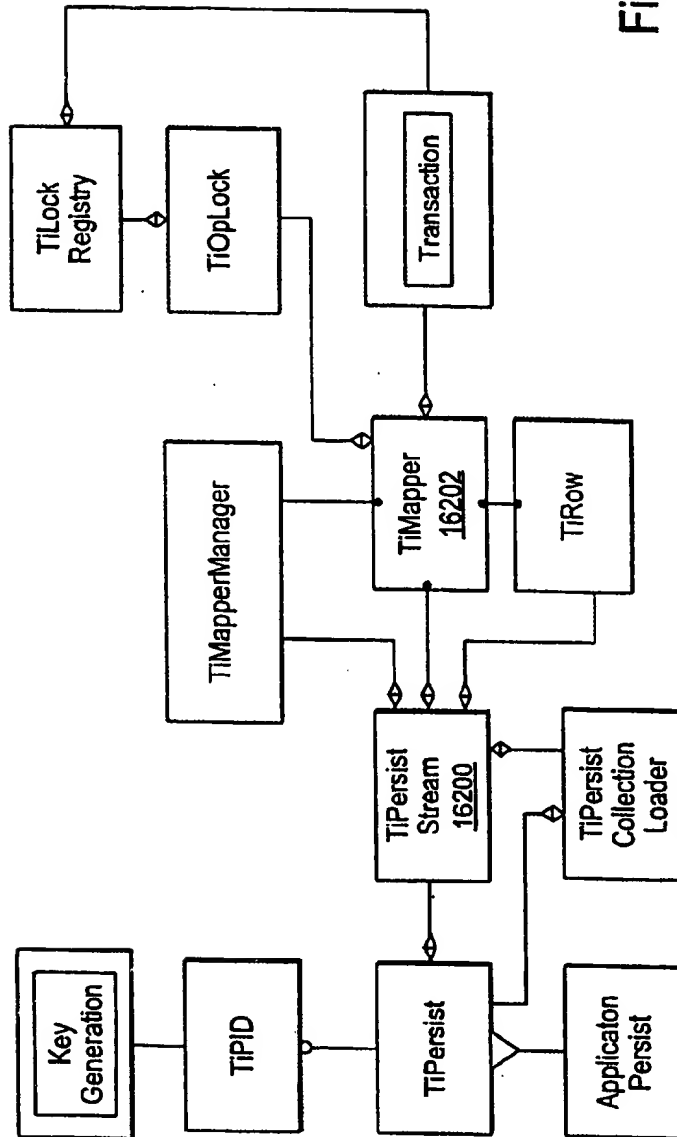 Key
Generation
TiLock
Registry
TiPID
TiMapperManager
TiOpLock
TiPersist
TiPersist
Stream
16200
TiMapper
16202
Transaction
Applicaton
Persist
TiPersist
Collection
Loader
TiRow
Fi